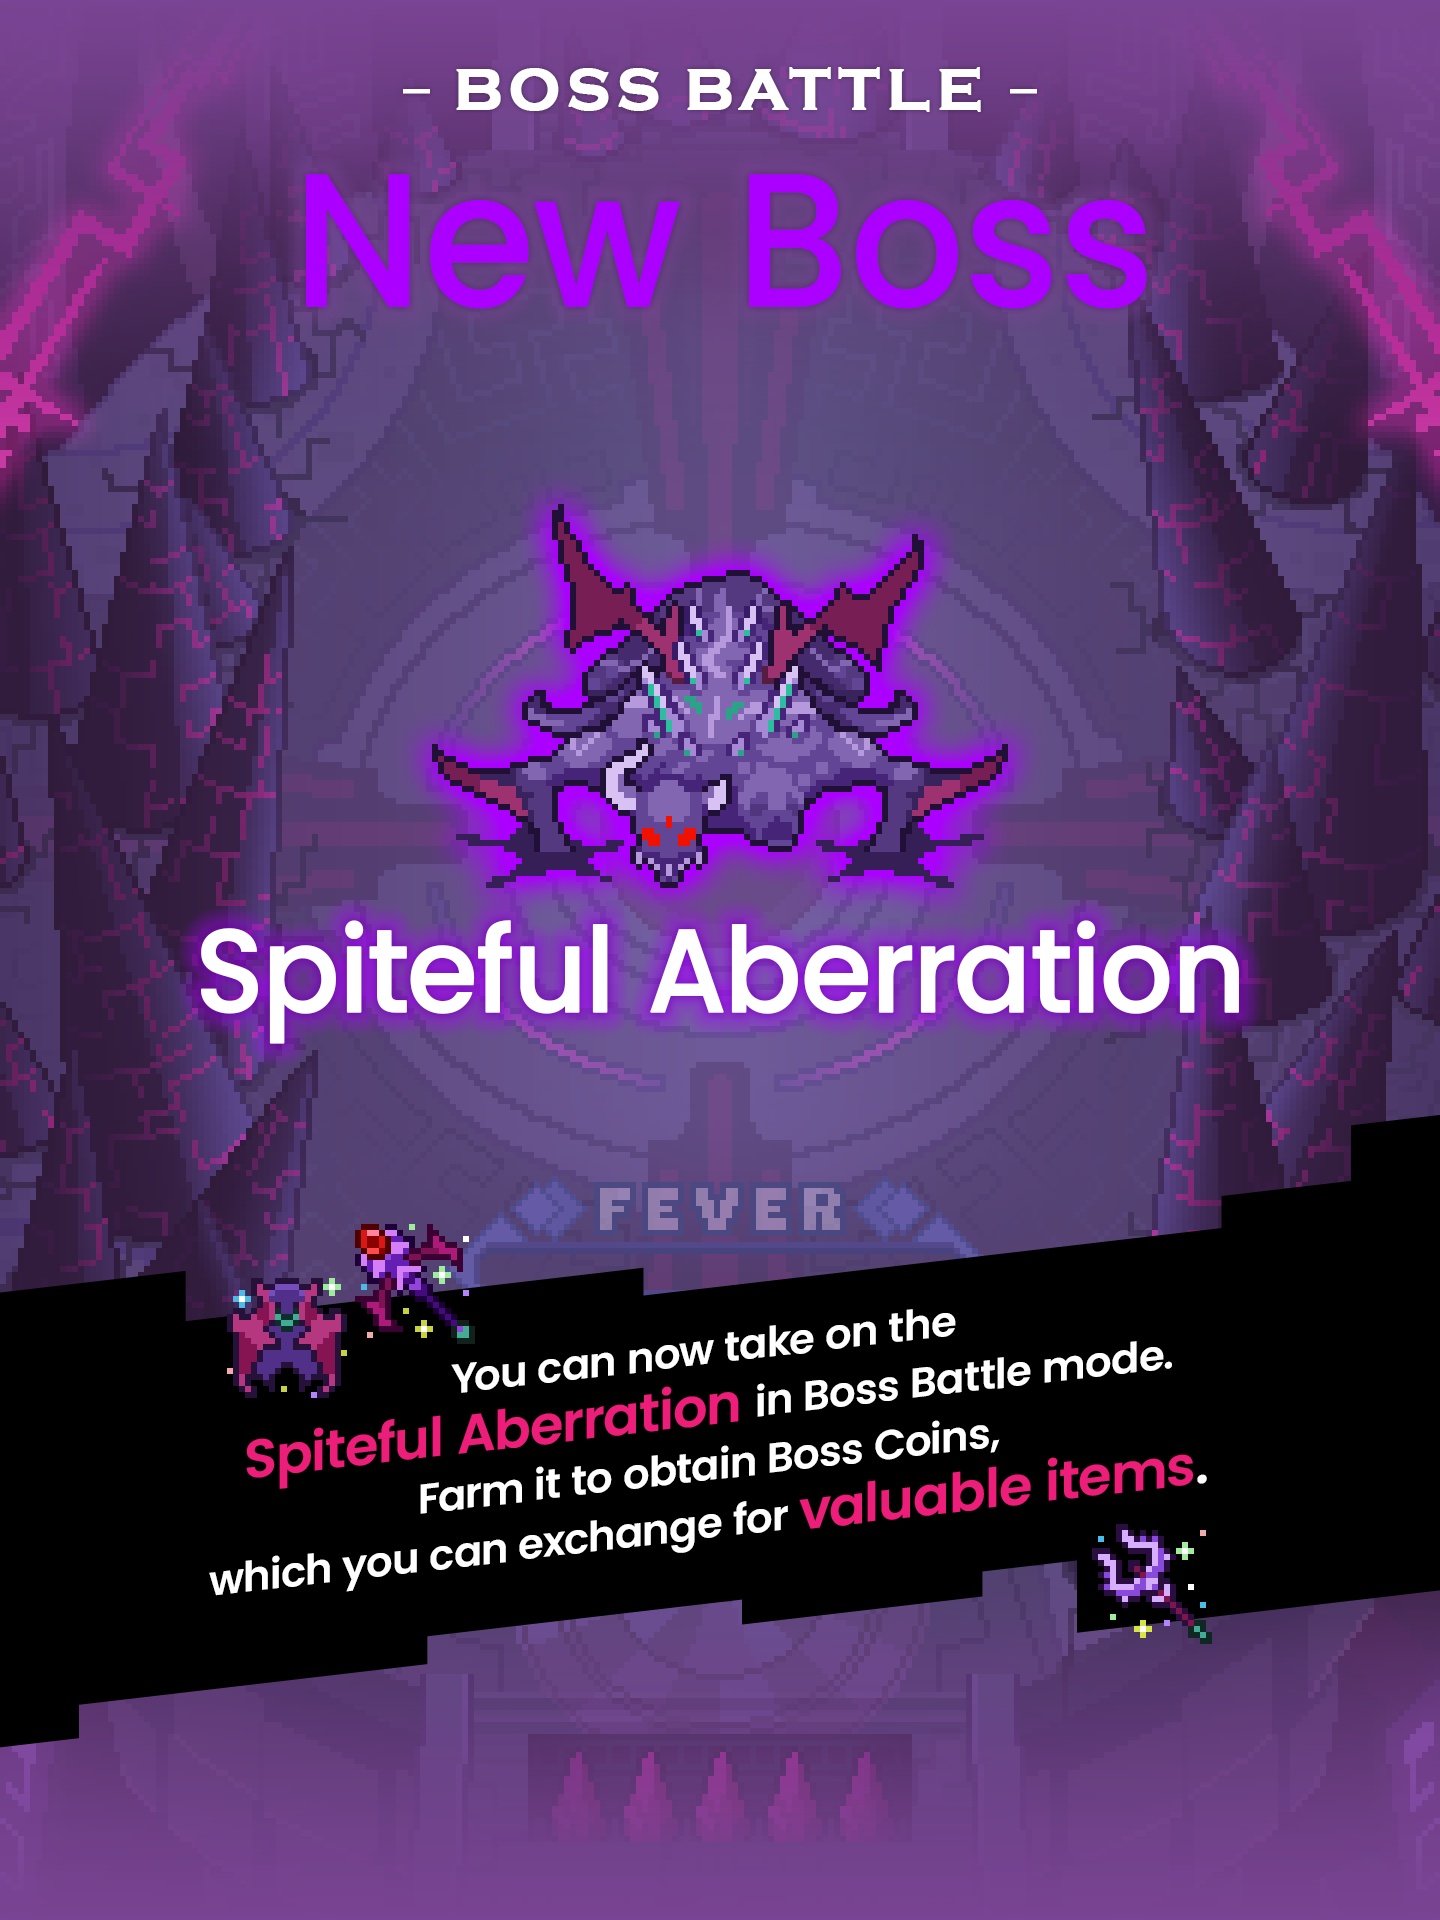 – BOSS BATTLE –
New Boss
Spiteful Aberration
FEVER
You can now take on the
Spiteful Aberration in Boss Battle mode.
Farm it to obtain Boss Coins,
which you can exchange for valuable items.